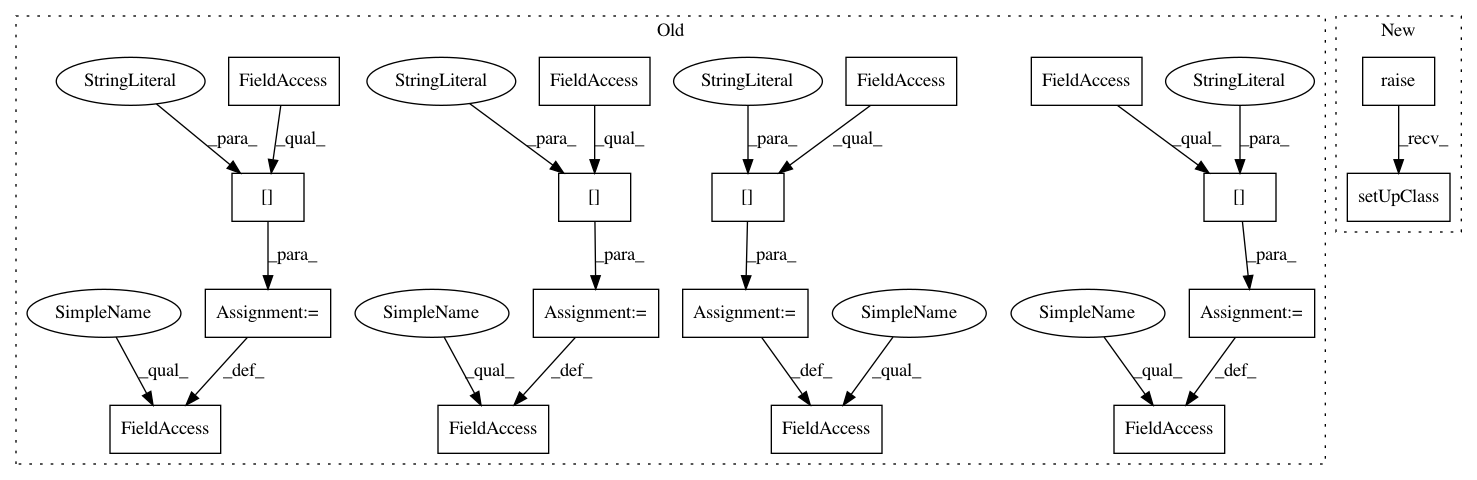 Old
New
StringLiteral FieldAccess StringLiteral FieldAccess StringLiteral FieldAccess FieldAccess StringLiteral raise
_para_ _qual_ _para_ _qual_ _para_ _qual_ _qual_ _para_ _recv_
[] [] [] [] setUpClass
_para_ _para_ _para_ _para_
SimpleName Assignment:= SimpleName Assignment:= Assignment:= SimpleName SimpleName Assignment:=
_qual_ _def_ _qual_ _def_ _def_ _qual_ _qual_ _def_
FieldAccess FieldAccess FieldAccess FieldAccess